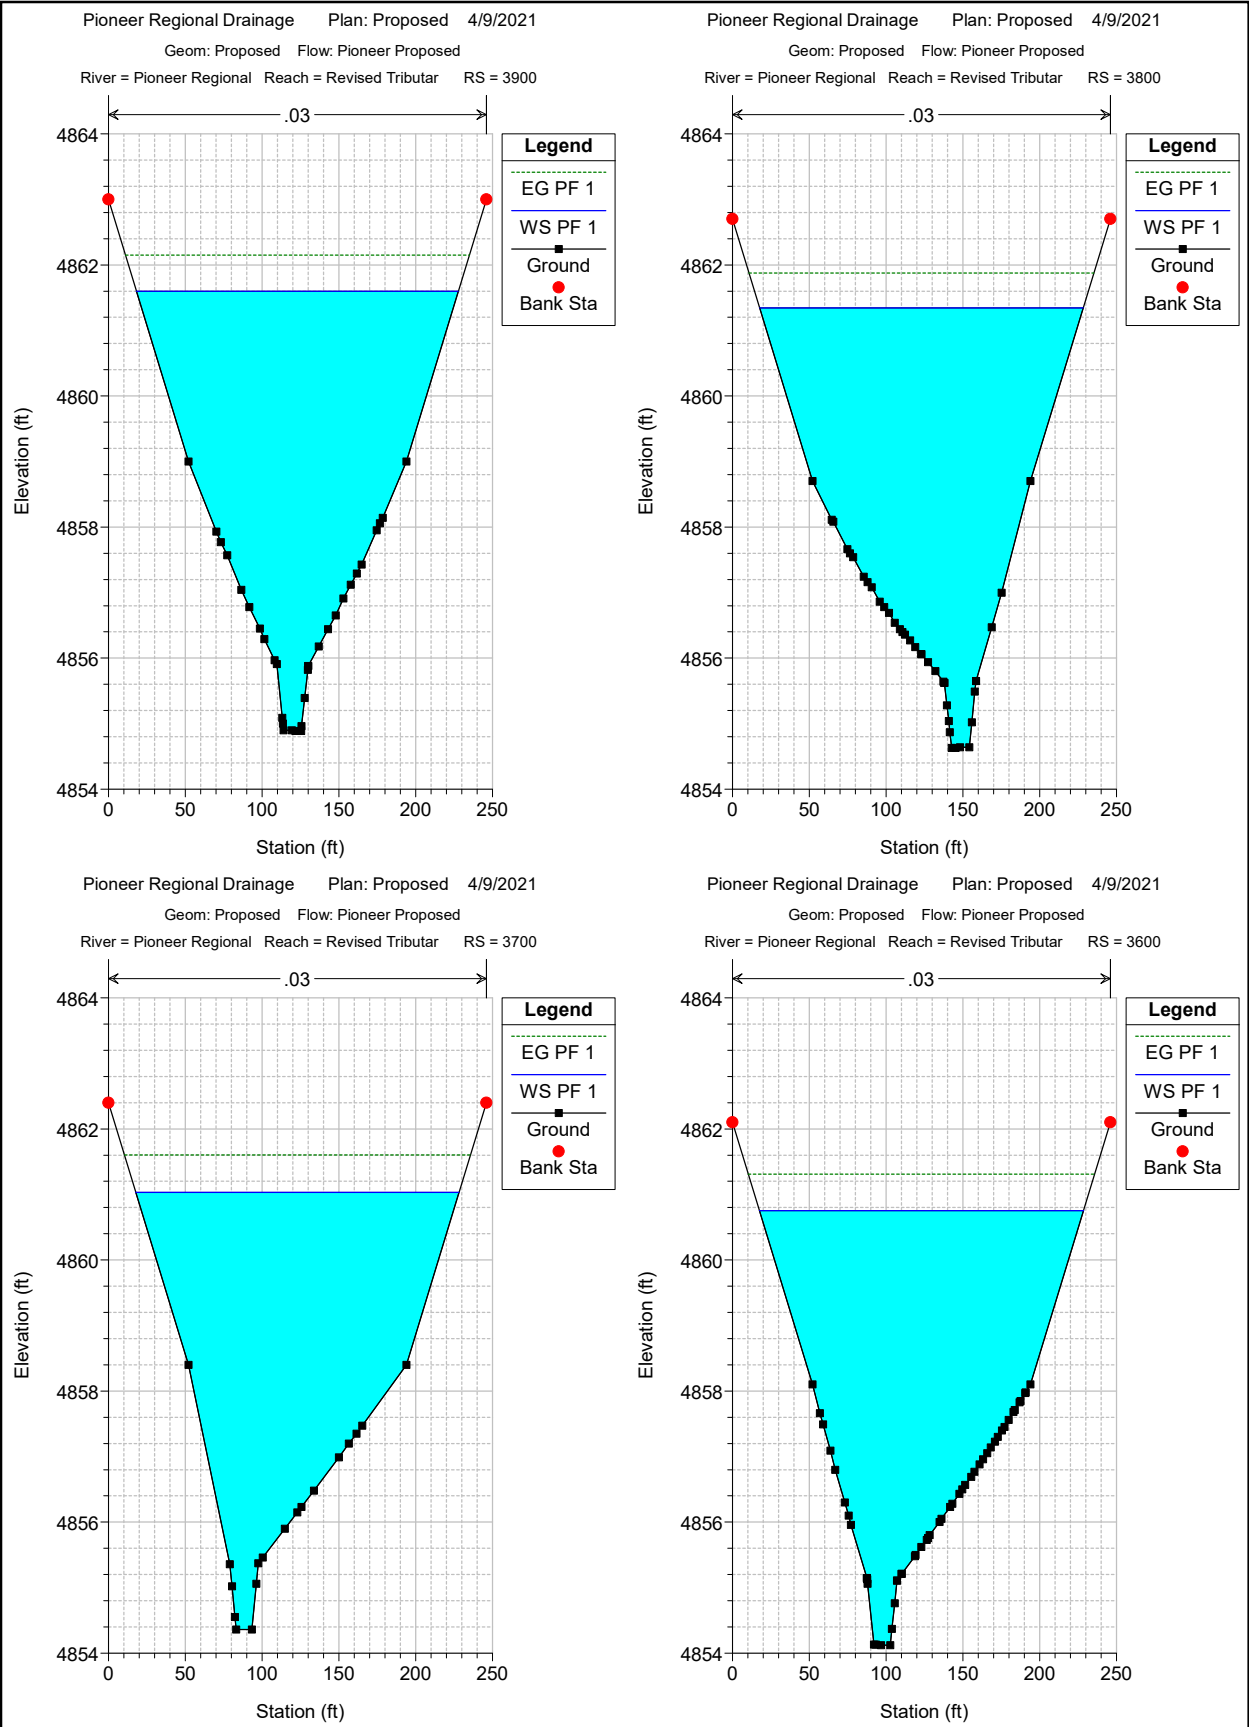 Pioneer Regional Drainage Plan: Proposed 4/9/2021
Geom: Proposed Flow: Pioneer Proposed
River = Pioneer Regional Reach = Revised Tributar RS = 3900
.03
Legend
EG PF 1
WS PF 1
Ground
Bank Sta
4864
4862
4860
4858
4856
4854
0 50 100 150 200 250
Elevation (ft)
Station (ft)
Pioneer Regional Drainage Plan: Proposed 4/9/2021
Geom: Proposed Flow: Pioneer Proposed
River = Pioneer Regional Reach = Revised Tributar RS = 3800
.03
Legend
EG PF 1
WS PF 1
Ground
Bank Sta
4864
4862
4860
4858
4856
4854
0 50 100 150 200 250
Elevation (ft)
Station (ft)
Pioneer Regional Drainage Plan: Proposed 4/9/2021
Geom: Proposed Flow: Pioneer Proposed
River = Pioneer Regional Reach = Revised Tributar RS = 3700
.03
Legend
EG PF 1
WS PF 1
Ground
Bank Sta
4864
4862
4860
4858
4856
4854
0 50 100 150 200 250
Elevation (ft)
Station (ft)
Pioneer Regional Drainage Plan: Proposed 4/9/2021
Geom: Proposed Flow: Pioneer Proposed
River = Pioneer Regional Reach = Revised Tributar RS = 3600
.03
Legend
EG PF 1
WS PF 1
Ground
Bank Sta
4864
4862
4860
4858
4856
4854
0 50 100 150 200 250
Elevation (ft)
Station (ft)